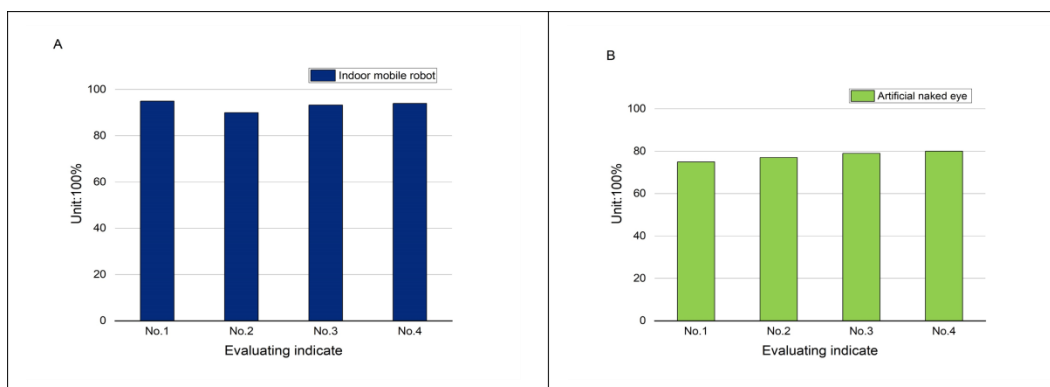 A
Indoor mobile robot
100
80
60
40
20
0
Unit:100%
No.1 No.2 No.3 No.4
Evaluating indicate
B
Artificial naked eye
100
80
60
40
20
0
Unit:100%
No.1 No.2 No.3 No.4
Evaluating indicate